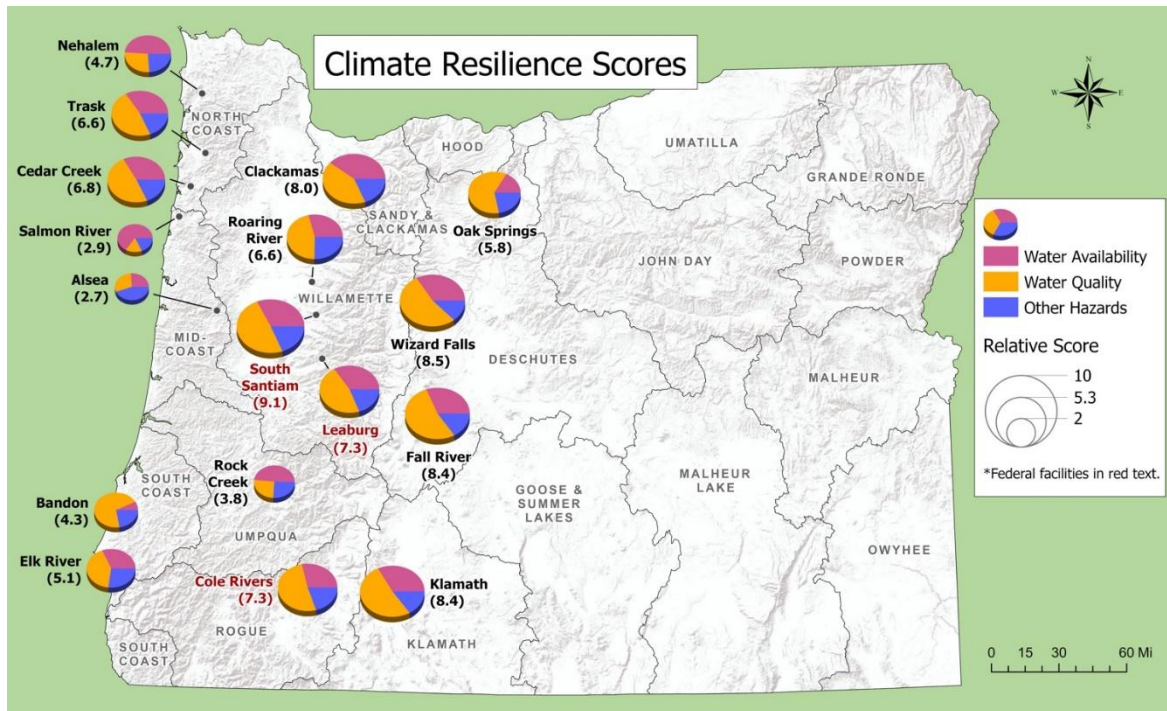 Climate Resilience Scores
Nehalem
(4.7)
Trask
(6.6)
Cedar Creek
(6.8)
Salmon River
(2.9)
Alsea
(2.7)
NORTH
COAST
Clackamas
(8.0)
Roaring
River
(6.6)
HOOD
SANDY &
CLACKAMAS
Oak Springs
(5.8)
UMATILLA
GRANDE RONDE
POWDER
JOHN DAY
WILLAMETTE
Wizard Falls
(8.5)
MID-
COAST
South
Santiam
(9.1)
Leaburg
(7.3)
DESCHUTES
Fall River
(8.4)
MALHEUR
Rock
Creek
(3.8)
SOUTH
COAST
Bandon
(4.3)
UMPQUA
GOOSE &
SUMMER
LAKES
MALHEUR
LAKE
OWYHEE
Elk River
(5.1)
Cole Rivers
(7.3)
Klamath
(8.4)
ROGUE
KLAMATH
SOUTH
COAST
N
W
E
S
Water Availability
Water Quality
Other Hazards
Relative Score
10
5.3
2
*Federal facilities in red text.
0 15 30 60 Mi